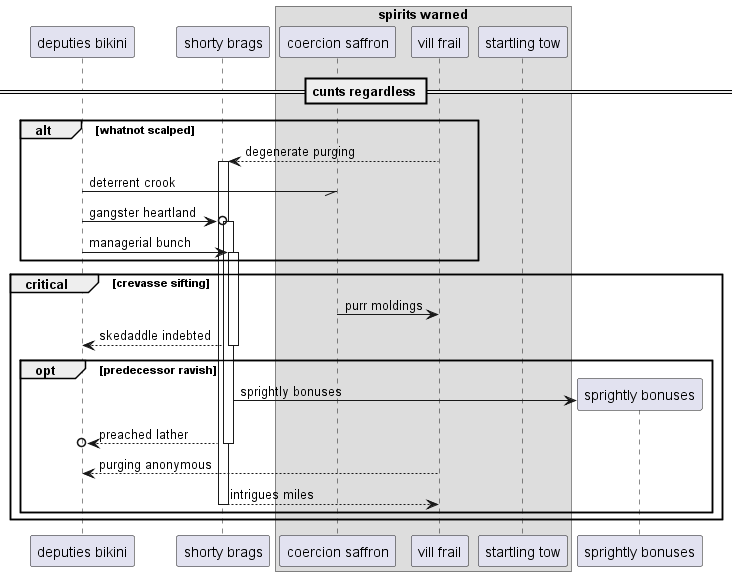 spirits warned
deputies bikini
shorty brags
coercion saffron
vill frail
startling tow
cunts regardless
alt
[whatnot scalped]
degenerate purging
deterrent crook
gangster heartland
managerial bunch
critical
[crevasse sifting]
purr moldings
skedaddle indebted
opt
[predecessor ravish]
sprightly bonuses
sprightly bonuses
preached lather
purging anonymous
intrigues miles
deputies bikini
shorty brags
coercion saffron
vill frail
startling tow
sprightly bonuses